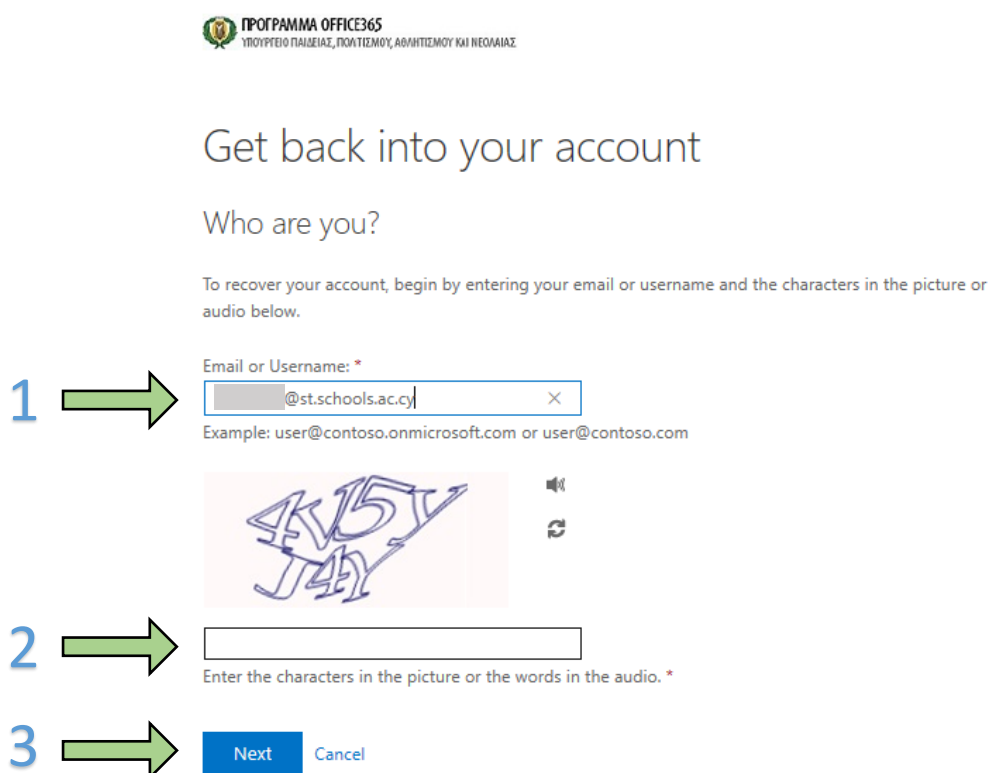 ΠΡΟΓΡΑΜΜΑ OFFICE365
ΥΠΟΥΡΓΕΙΟ ΠΑΙΔΕΙΑΣ, ΠΟΛΙΤΙΣΜΟΥ, ΑΘΛΗΤΙΣΜΟΥ ΚΑΙ ΝΕΟΛΑΙΑΣ
Get back into your account
Who are you?
To recover your account, begin by entering your email or username and the characters in the picture or
audio below.
Email or Username: *
1
@st.schools.ac.cy
Example: user@contoso.onmicrosoft.com or user@contoso.com
2
Enter the characters in the picture or the words in the audio. *
3
Next Cancel